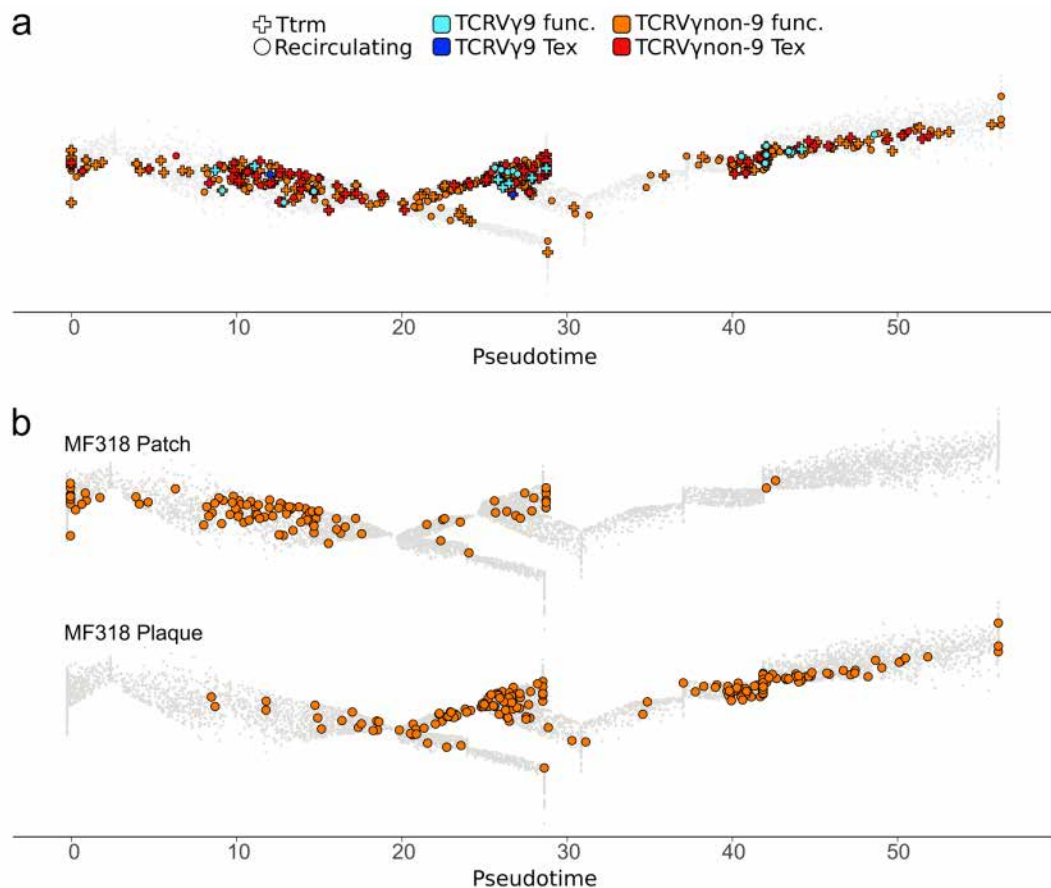 a
Ttrm TCRVγ9 func. TCRVγnon-9 func.
Recirculating TCRVγ9 Tex TCRVγnon-9 Tex
0 10 20 30 40 50
Pseudotime
b
MF318 Patch
MF318 Plaque
0 10 20 30 40 50
Pseudotime